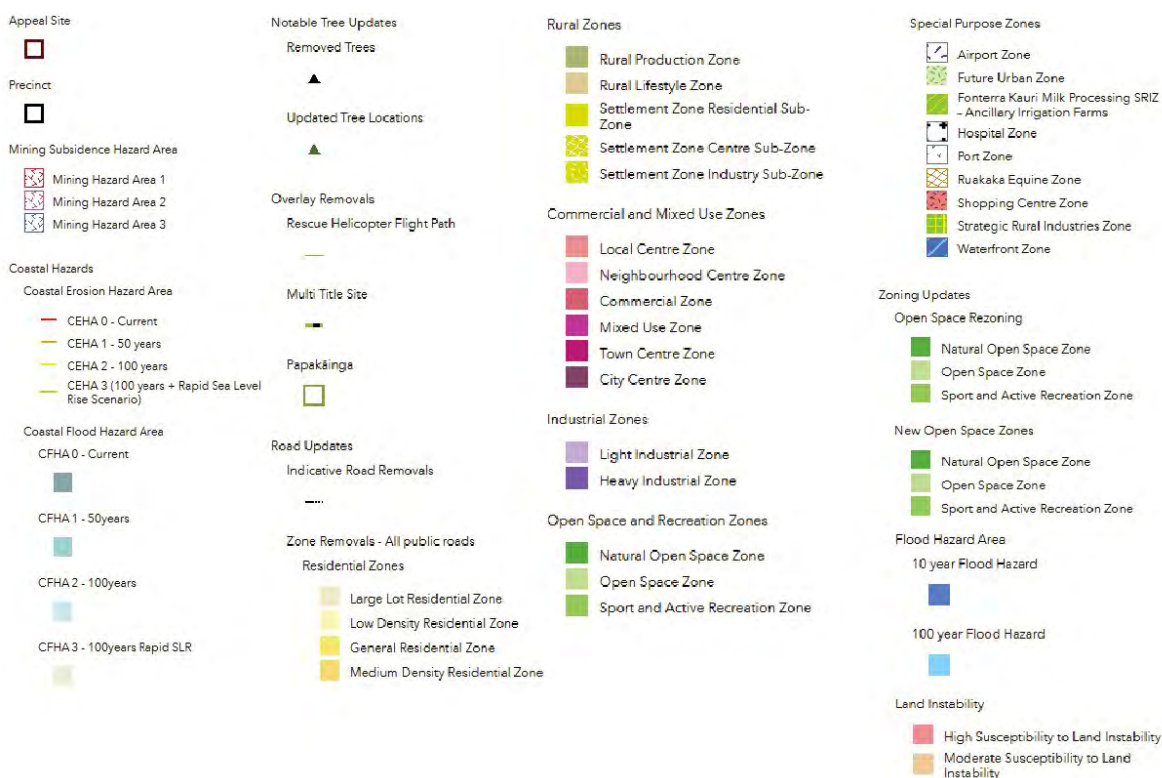 Appeal Site
Precinct
Mining Subsidence Hazard Area
Mining Hazard Area 1
Mining Hazard Area 2
Mining Hazard Area 3
Coastal Hazards
Coastal Erosion Hazard Area
CEHA 0 - Current
CEHA 1 - 50 years
CEHA 2 - 100 years
CEHA 3 (100 years + Rapid Sea Level
Rise Scenario)
Coastal Flood Hazard Area
CFHA 0 - Current
CFHA 1 - 50years
CFHA 2 - 100years
CFHA 3 - 100years Rapid SLR
Notable Tree Updates
Removed Trees
Updated Tree Locations
Overlay Removals
Rescue Helicopter Flight Path
Multi Title Site
Papakāinga
Road Updates
Indicative Road Removals
Zone Removals - All public roads
Residential Zones
Large Lot Residential Zone
Low Density Residential Zone
General Residential Zone
Medium Density Residential Zone
Rural Zones
Rural Production Zone
Rural Lifestyle Zone
Settlement Zone Residential Sub-
Zone
Settlement Zone Centre Sub-Zone
Settlement Zone Industry Sub-Zone
Commercial and Mixed Use Zones
Local Centre Zone
Neighbourhood Centre Zone
Commercial Zone
Mixed Use Zone
Town Centre Zone
City Centre Zone
Industrial Zones
Light Industrial Zone
Heavy Industrial Zone
Open Space and Recreation Zones
Natural Open Space Zone
Open Space Zone
Sport and Active Recreation Zone
Special Purpose Zones
Airport Zone
Future Urban Zone
Fonterra Kauri Milk Processing SRIZ
- Ancillary Irrigation Farms
Hospital Zone
Port Zone
Ruakaka Equine Zone
Shopping Centre Zone
Strategic Rural Industries Zone
Waterfront Zone
Zoning Updates
Open Space Rezoning
Natural Open Space Zone
Open Space Zone
Sport and Active Recreation Zone
New Open Space Zones
Natural Open Space Zone
Open Space Zone
Sport and Active Recreation Zone
Flood Hazard Area
10 year Flood Hazard
100 year Flood Hazard
Land Instability
High Susceptibility to Land Instability
Moderate Susceptibility to Land
Instability